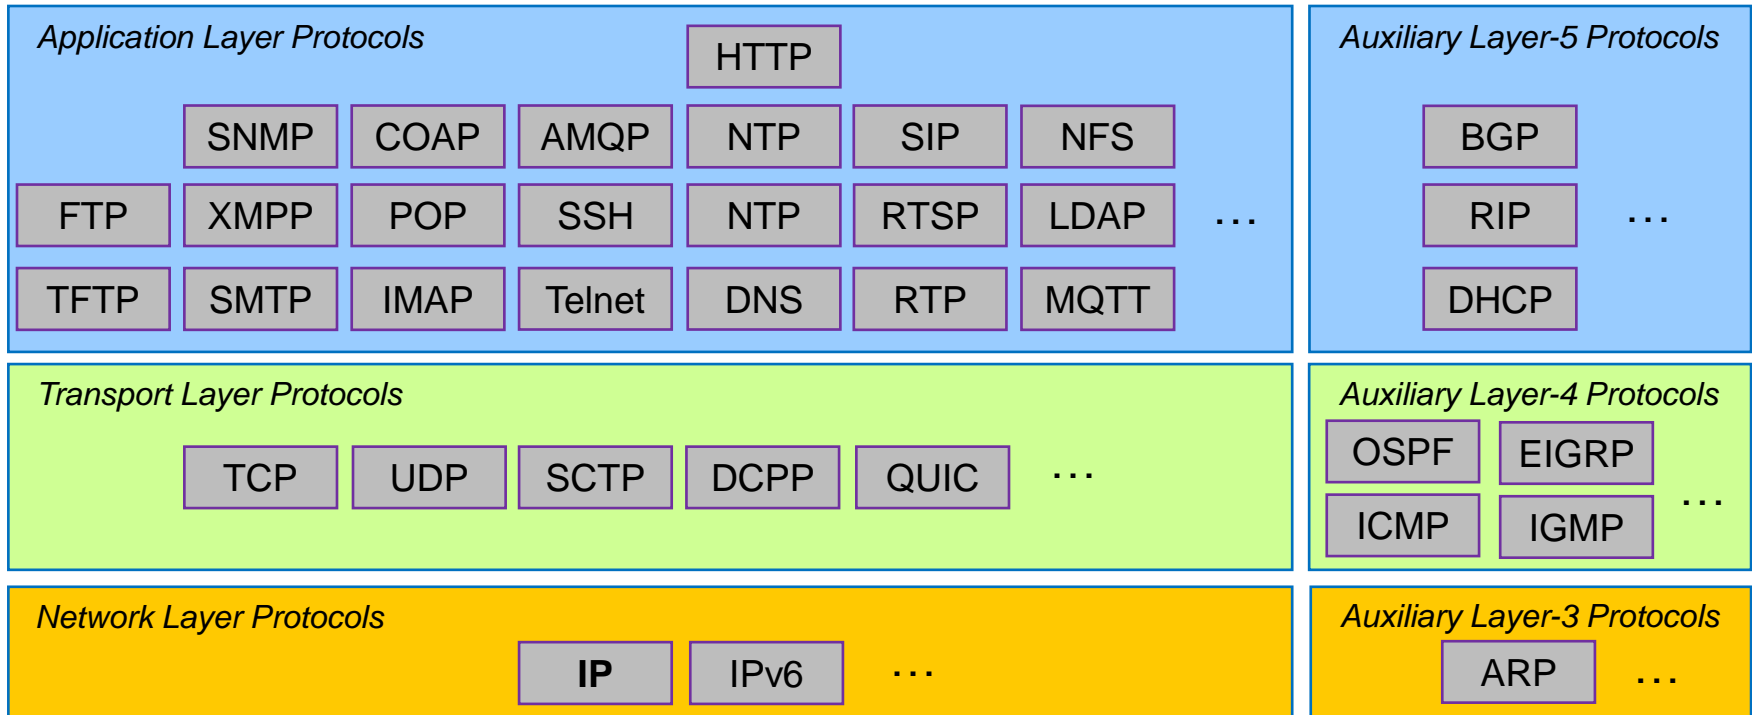 Application Layer Protocols
HTTP
SNMP COAP AMQP NTP SIP NFS
FTP XMPP POP SSH NTP RTSP LDAP ...
TFTP SMTP IMAP Telnet DNS RTP MQTT
Auxiliary Layer-5 Protocols
BGP
RIP ...
DHCP
Transport Layer Protocols
TCP UDP SCTP DCPP QUIC ...
Auxiliary Layer-4 Protocols
OSPF EIGRP
ICMP IGMP ...
Network Layer Protocols
IP IPv6 ...
Auxiliary Layer-3 Protocols
ARP ...